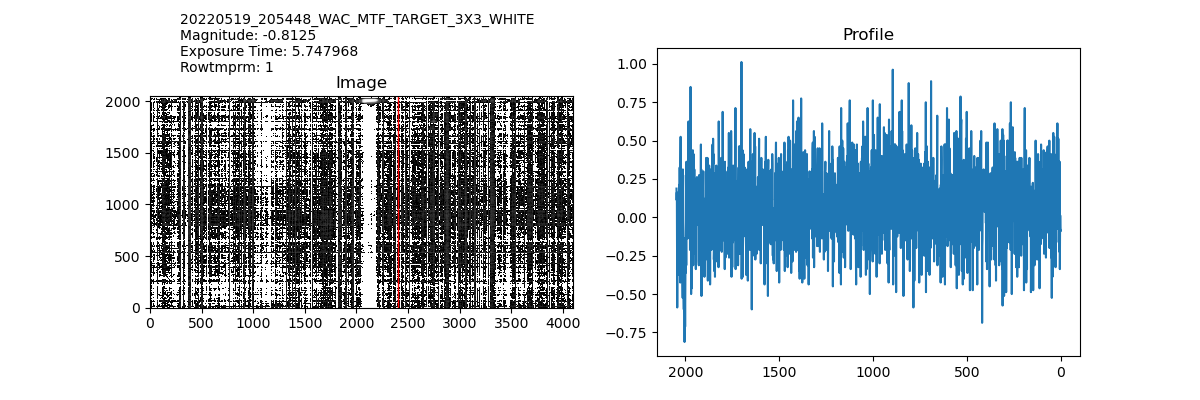 20220519_205448_WAC_MTF_TARGET_3X3_WHITE
Magnitude: -0.8125
Exposure Time: 5.747968
Rowtmprm: 1
Image
2000
1500
1000
500
0
0 500 1000 1500 2000 2500 3000 3500 4000
Profile
1.00
0.75
0.50
0.25
0.00
−0.25
−0.50
−0.75
2000 1500 1000 500 0